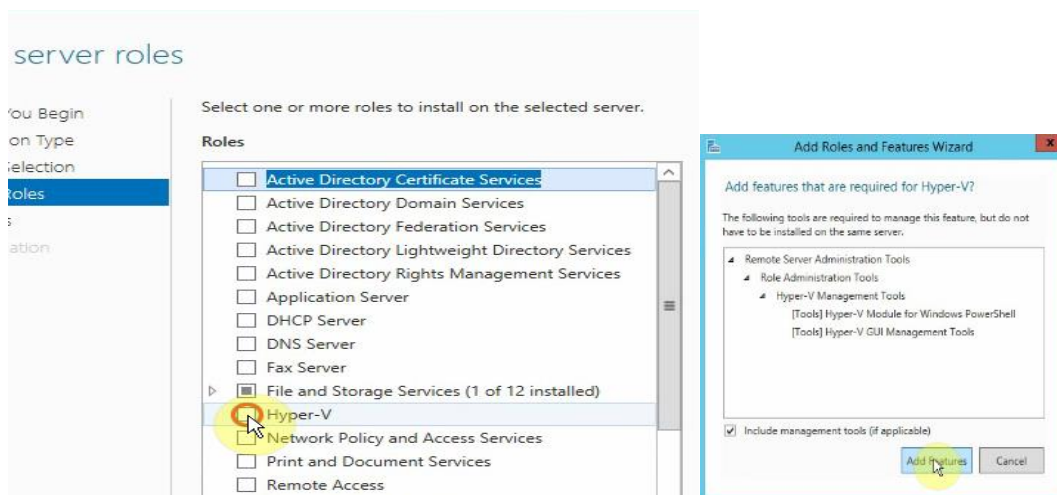 server roles
ou Begin
on Type
Selection
Roles
s
ation
Select one or more roles to install on the selected server.
Roles
Active Directory Certificate Services
Active Directory Domain Services
Active Directory Federation Services
Active Directory Lightweight Directory Services
Active Directory Rights Management Services
Application Server
DHCP Server
DNS Server
Fax Server
File and Storage Services (1 of 12 installed)
Hyper-V
Network Policy and Access Services
Print and Document Services
Remote Access
Add Roles and Features Wizard
Add features that are required for Hyper-V?
The following tools are required to manage this feature, but do not
have to be installed on the same server.
Remote Server Administration Tools
Role Administration Tools
Hyper-V Management Tools
[Tools] Hyper-V Module for Windows PowerShell
[Tools] Hyper-V GUI Management Tools
Include management tools (if applicable)
Add Features
Cancel